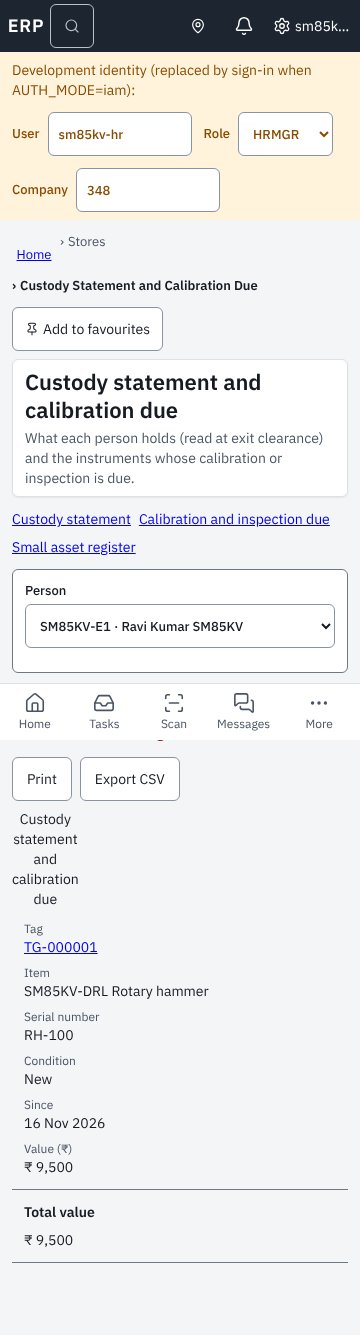 ERP
sm85k...
Development identity (replaced by sign-in when
AUTH_MODE=iam):
User sm85kv-hr Role HRMGR
Company 348
Home › Stores
› Custody Statement and Calibration Due
Add to favourites
Custody statement and
calibration due
What each person holds (read at exit clearance)
and the instruments whose calibration or
inspection is due.
Custody statement Calibration and inspection due
Small asset register
Person
SM85KV-E1 · Ravi Kumar SM85KV
Home Tasks Scan Messages More
Print Export CSV
Custody
statement
and
calibration
due
Tag
TG-000001
Item
SM85KV-DRL Rotary hammer
Serial number
RH-100
Condition
New
Since
16 Nov 2026
Value (₹)
₹ 9,500
Total value
₹ 9,500